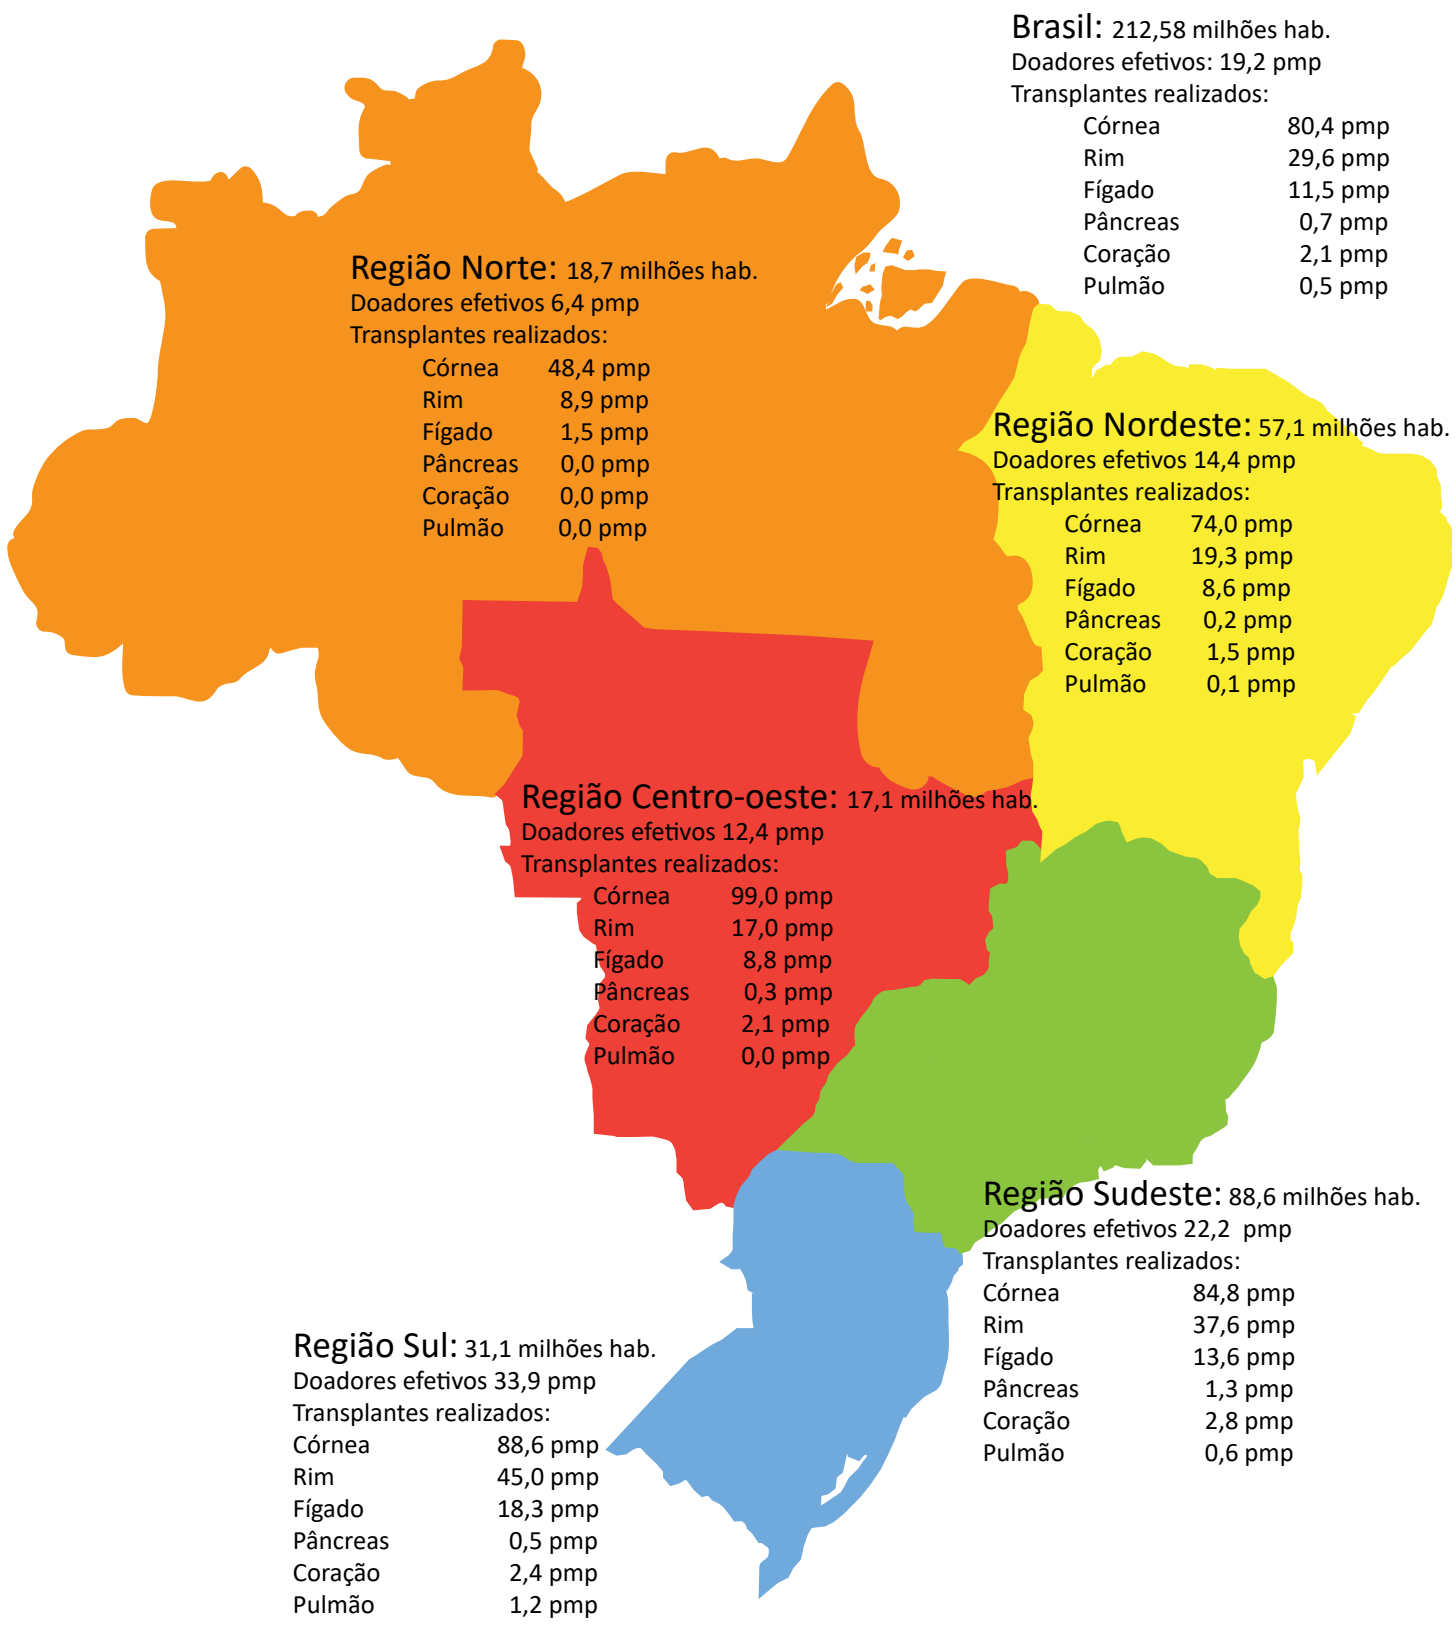 Brasil: 212,58 milhões hab.
Doadores efetivos: 19,2 pmp
Transplantes realizados:
Córnea 80,4 pmp
Rim 29,6 pmp
Fígado 11,5 pmp
Pâncreas 0,7 pmp
Coração 2,1 pmp
Pulmão 0,5 pmp
Região Norte: 18,7 milhões hab.
Doadores efetivos 6,4 pmp
Transplantes realizados:
Córnea 48,4 pmp
Rim 8,9 pmp
Fígado 1,5 pmp
Pâncreas 0,0 pmp
Coração 0,0 pmp
Pulmão 0,0 pmp
Região Nordeste: 57,1 milhões hab.
Doadores efetivos 14,4 pmp
Transplantes realizados:
Córnea 74,0 pmp
Rim 19,3 pmp
Fígado 8,6 pmp
Pâncreas 0,2 pmp
Coração 1,5 pmp
Pulmão 0,1 pmp
Região Centro-oeste: 17,1 milhões hab.
Doadores efetivos 12,4 pmp
Transplantes realizados:
Córnea 99,0 pmp
Rim 17,0 pmp
Fígado 8,8 pmp
Pâncreas 0,3 pmp
Coração 2,1 pmp
Pulmão 0,0 pmp
Região Sudeste: 88,6 milhões hab.
Doadores efetivos 22,2 pmp
Transplantes realizados:
Córnea 84,8 pmp
Rim 37,6 pmp
Fígado 13,6 pmp
Pâncreas 1,3 pmp
Coração 2,8 pmp
Pulmão 0,6 pmp
Região Sul: 31,1 milhões hab.
Doadores efetivos 33,9 pmp
Transplantes realizados:
Córnea 88,6 pmp
Rim 45,0 pmp
Fígado 18,3 pmp
Pâncreas 0,5 pmp
Coração 2,4 pmp
Pulmão 1,2 pmp